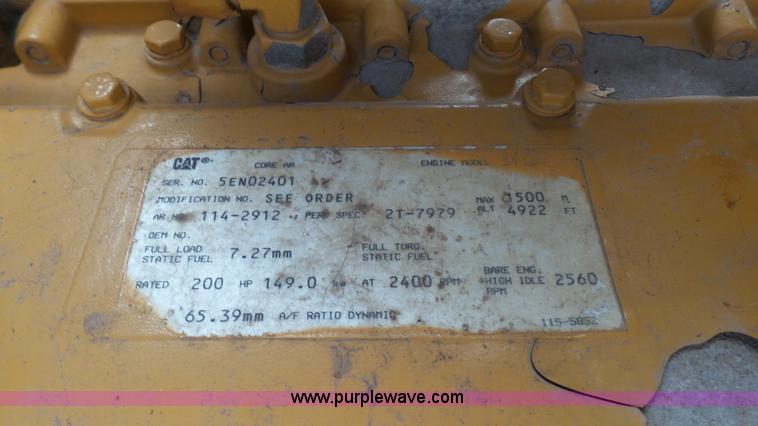 CAT® CORE AR ENGINE MODEL
SER. NO. 5EN02401
MODIFICATION NO. SEE ORDER MAX 1500 M
AR NO 114-2912 PERF SPEC 2T-7979 ALT 4922 FT
OEM NO.
FULL LOAD STATIC FUEL 7.27mm FULL TORQ. STATIC FUEL
RATED 200 HP 149.0 kw AT 2400 RPM BARE ENG. HIGH IDLE RPM 2560
65.39mm A/F RATIO DYNAMIC
115-5852
www.purplewave.com